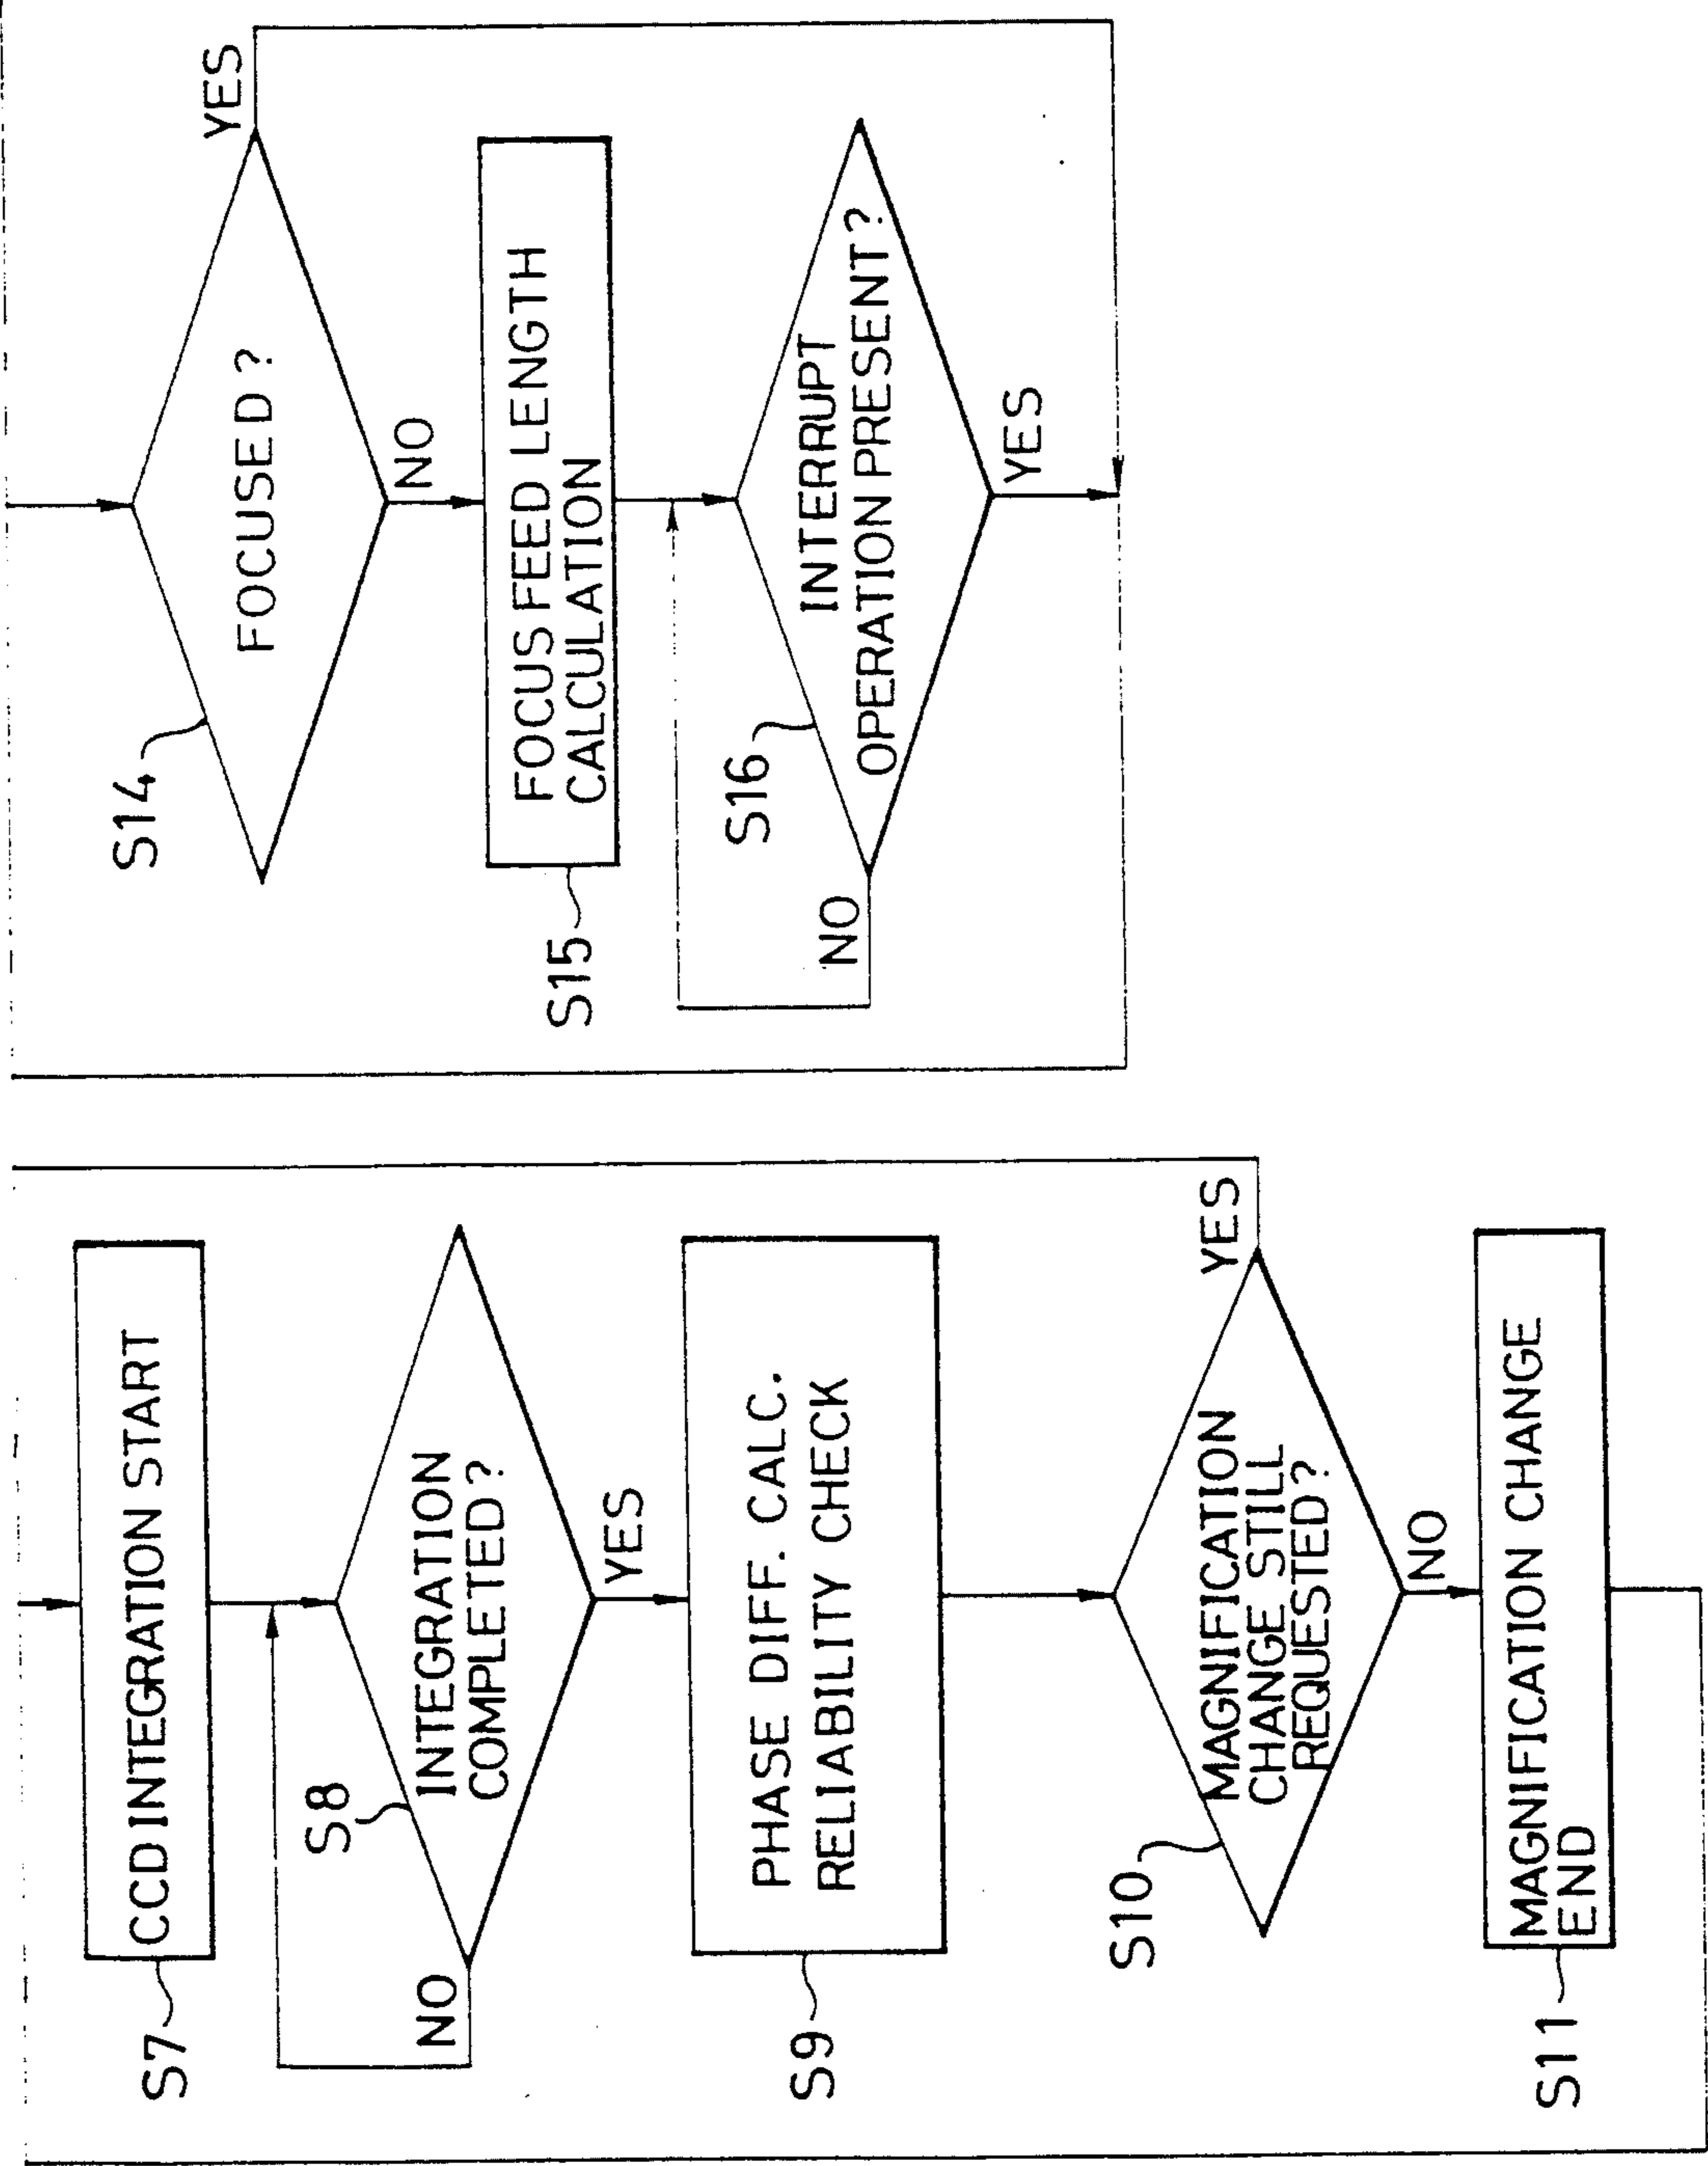 S7
CCD INTEGRATION START
S8
INTEGRATION
COMPLETED?
NO
YES
S9
PHASE DIFF. CALC.
RELIABILITY CHECK
S10
MAGNIFICATION
CHANGE STILL
REQUESTED?
YES
NO
S11
MAGNIFICATION CHANGE
END
S14
FOCUSED?
YES
NO
S15
FOCUS FEED LENGTH
CALCULATION
S16
INTERRUPT
OPERATION PRESENT?
NO
YES